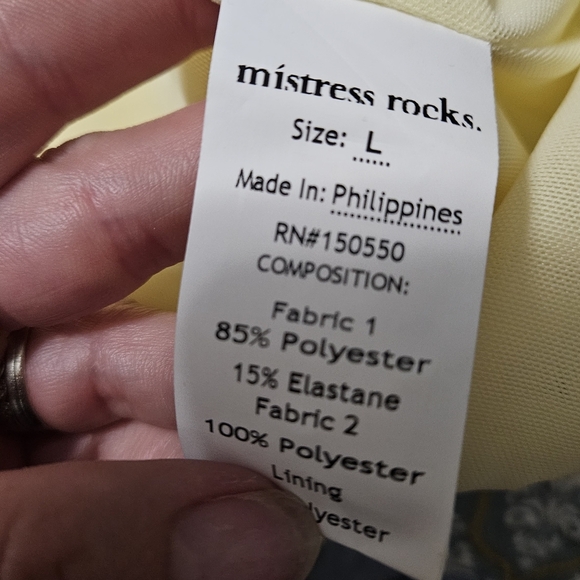 mistress rocks.
Size: L
Made In: Philippines
RN#150550
COMPOSITION:
Fabric 1
85% Polyester
15% Elastane
Fabric 2
100% Polyester
Lining